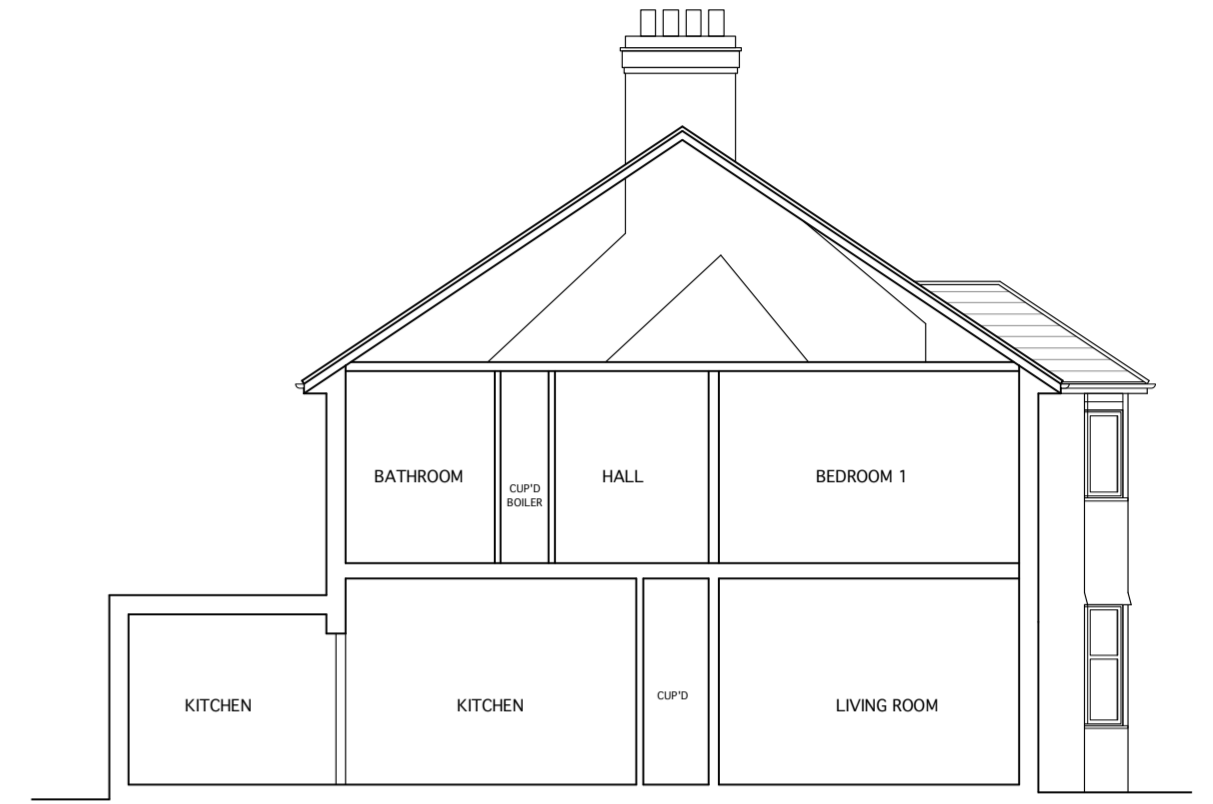 BATHROOM
CUP'D
BOILER
HALL
BEDROOM 1
KITCHEN
KITCHEN
CUP'D
LIVING ROOM